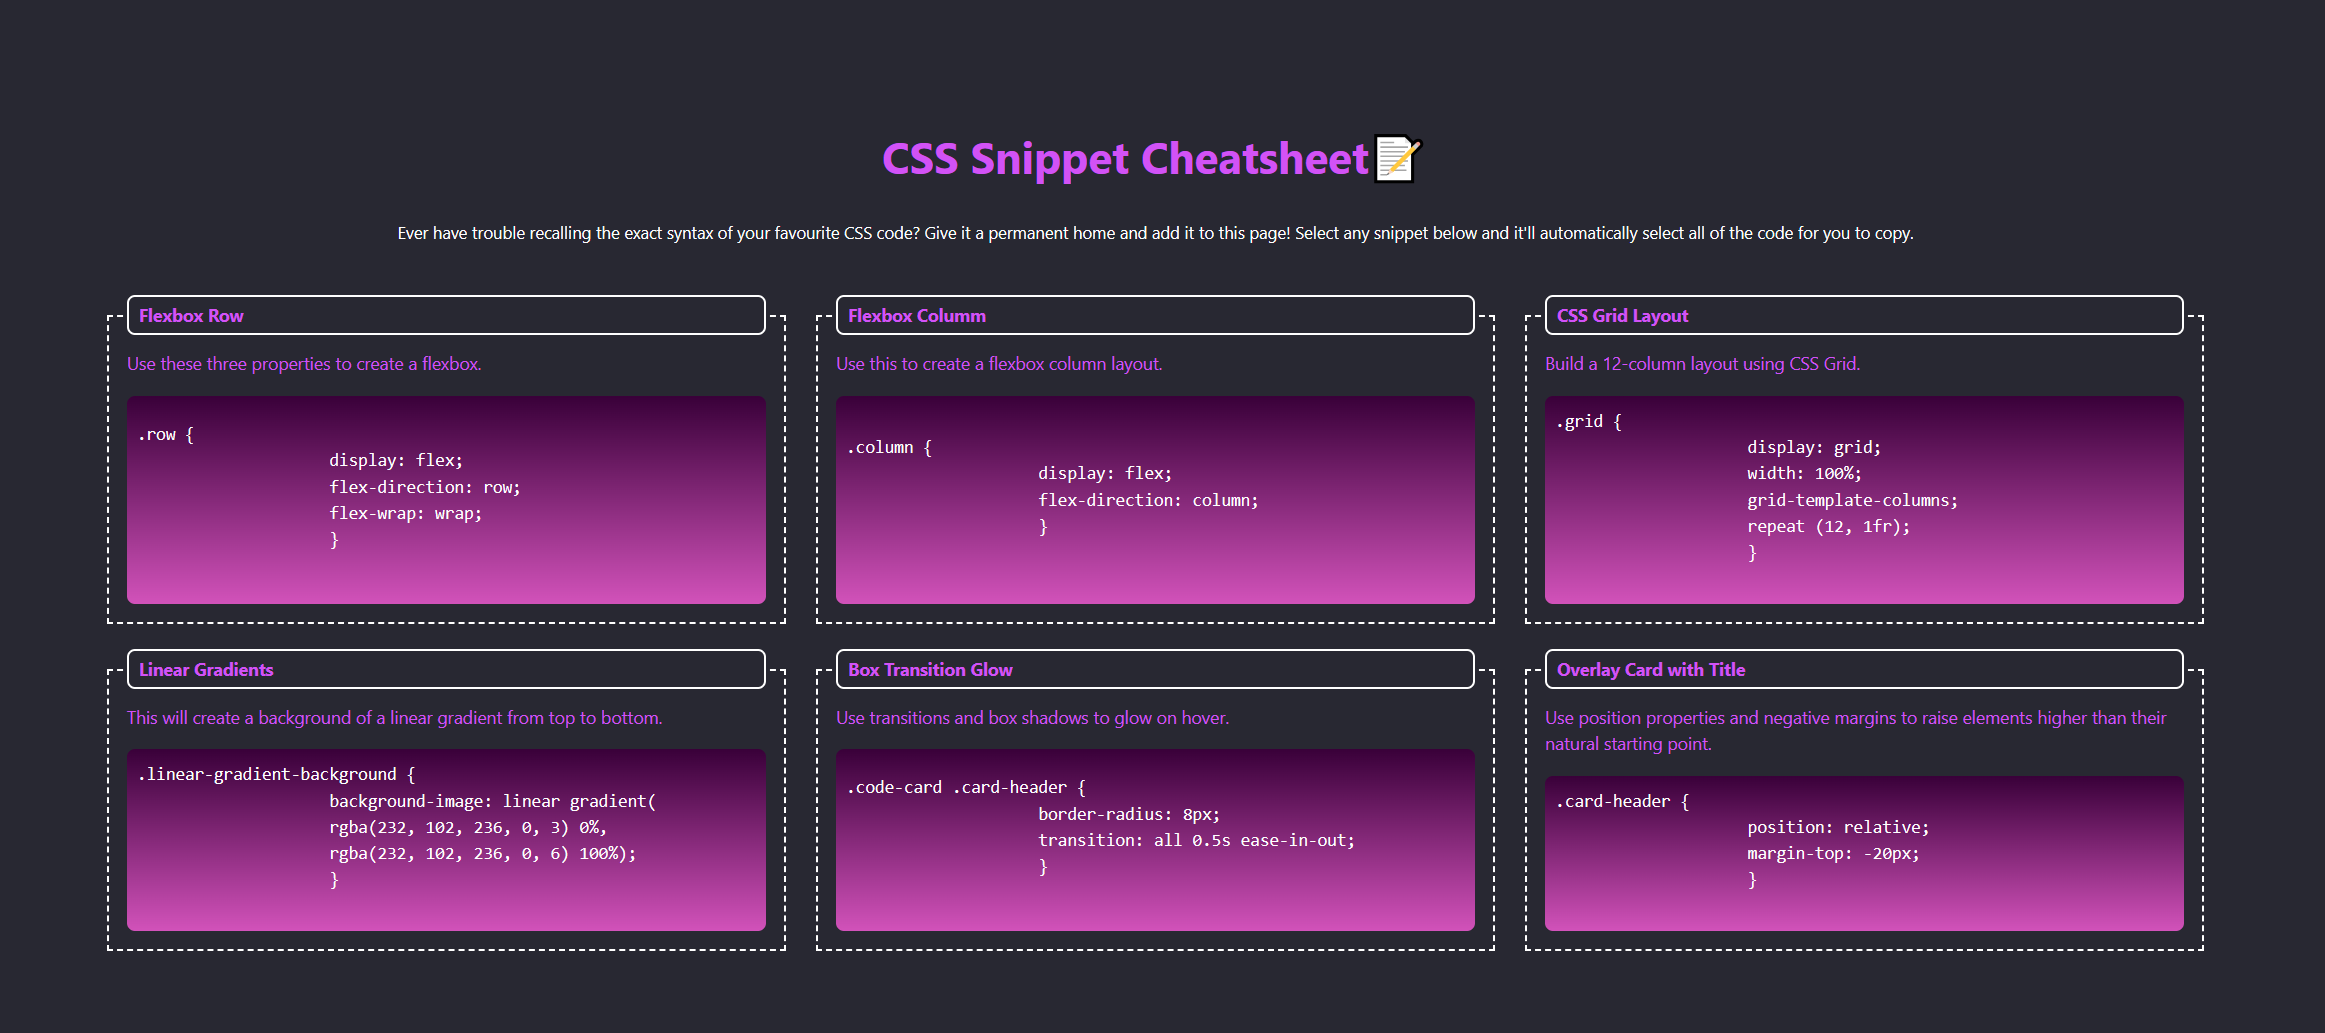 CSS Snippet Cheatsheet📝
Ever have trouble recalling the exact syntax of your favourite CSS code? Give it a permanent home and add it to this page! Select any snippet below and it'll automatically select all of the code for you to copy.
Flexbox Row
Use these three properties to create a flexbox.
.row {
display: flex;
flex-direction: row;
flex-wrap: wrap;
}
Flexbox Columm
Use this to create a flexbox column layout.
.column {
display: flex;
flex-direction: column;
}
CSS Grid Layout
Build a 12-column layout using CSS Grid.
.grid {
display: grid;
width: 100%;
grid-template-columns;
repeat (12, 1fr);
}
Linear Gradients
This will create a background of a linear gradient from top to bottom.
.linear-gradient-background {
background-image: linear gradient(
rgba(232, 102, 236, 0, 3) 0%,
rgba(232, 102, 236, 0, 6) 100%);
}
Box Transition Glow
Use transitions and box shadows to glow on hover.
.code-card .card-header {
border-radius: 8px;
transition: all 0.5s ease-in-out;
}
Overlay Card with Title
Use position properties and negative margins to raise elements higher than their
natural starting point.
.card-header {
position: relative;
margin-top: -20px;
}